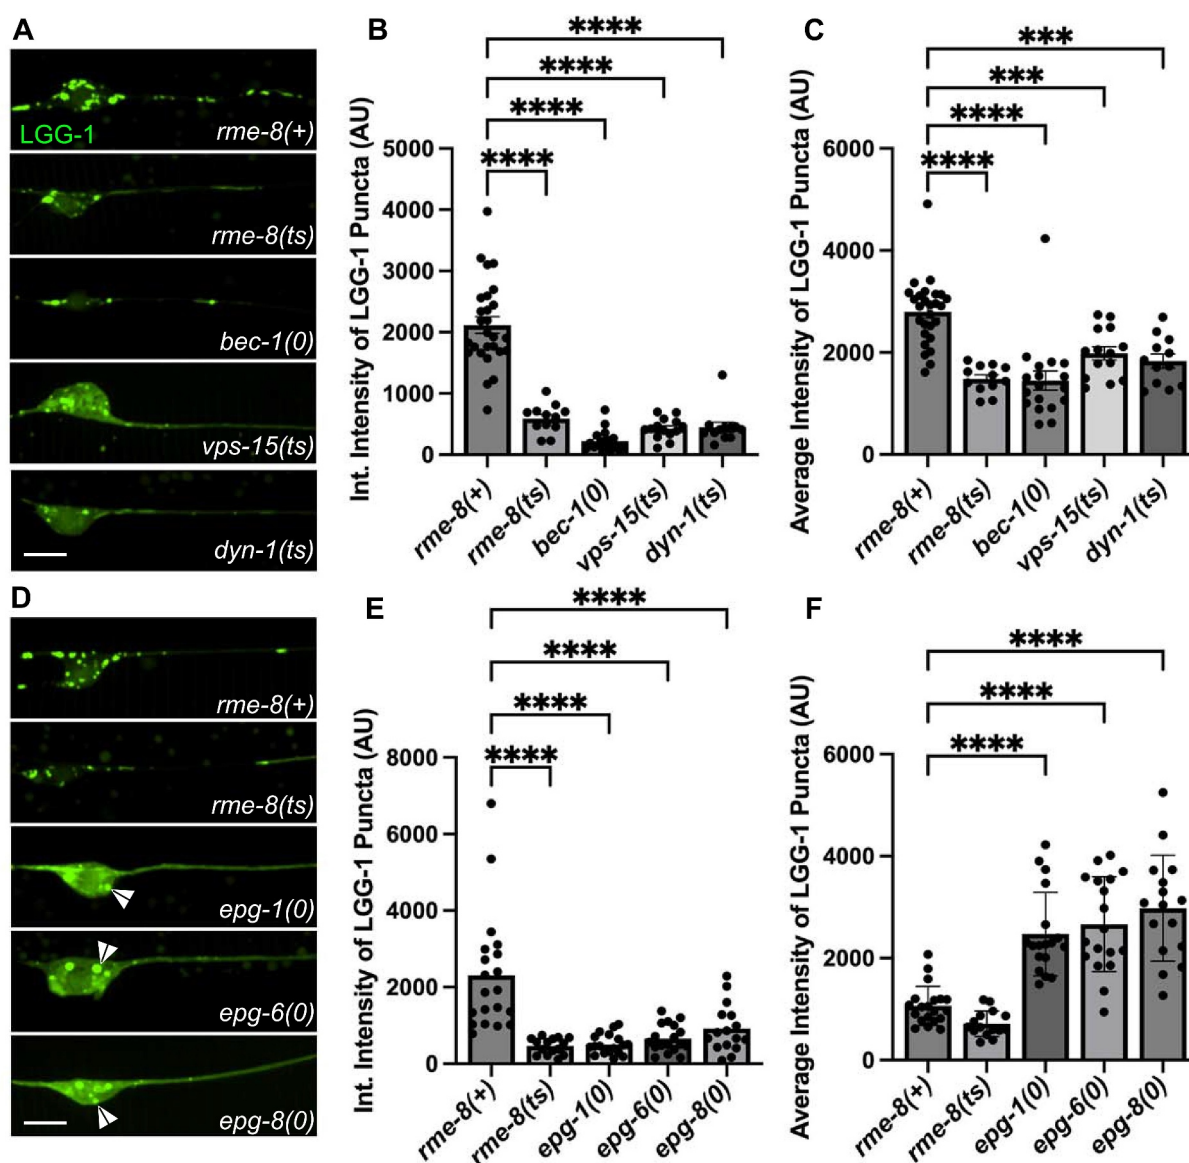 A
LGG-1
rme-8(+)
rme-8(ts)
bec-1(0)
vps-15(ts)
dyn-1(ts)
B
****
****
****
****
Int. Intensity of LGG-1 Puncta (AU)
5000
4000
3000
2000
1000
0
rme-8(+)
rme-8(ts)
bec-1(0)
vps-15(ts)
dyn-1(ts)
C
***
***
****
****
Average Intensity of LGG-1 Puncta (AU)
6000
4000
2000
0
rme-8(+)
rme-8(ts)
bec-1(0)
vps-15(ts)
dyn-1(ts)
D
rme-8(+)
rme-8(ts)
epg-1(0)
epg-6(0)
epg-8(0)
E
****
****
****
****
Int. Intensity of LGG-1 Puncta (AU)
8000
6000
4000
2000
0
rme-8(+)
rme-8(ts)
epg-1(0)
epg-6(0)
epg-8(0)
F
****
****
****
Average Intensity of LGG-1 Puncta (AU)
6000
4000
2000
0
rme-8(+)
rme-8(ts)
epg-1(0)
epg-6(0)
epg-8(0)